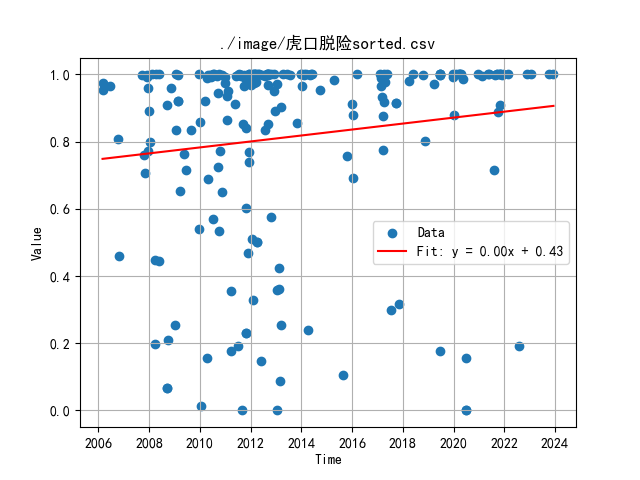 ./image/虎口脱险sorted.csv
1.0
0.8
0.6
0.4
0.2
0.0
Value
Data
Fit: y = 0.00x + 0.43
2006 2008 2010 2012 2014 2016 2018 2020 2022 2024
Time